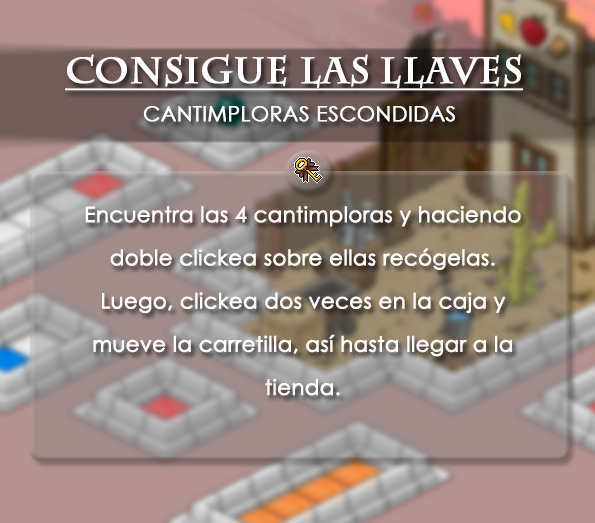 CONSIGUE LAS LLAVES
CANTIMPLORAS ESCONDIDAS
Encuentra las 4 cantimploras y haciendo
doble clickea sobre ellas recógelas.
Luego, clickea dos veces en la caja y
mueve la carretilla, así hasta llegar a la
tienda.